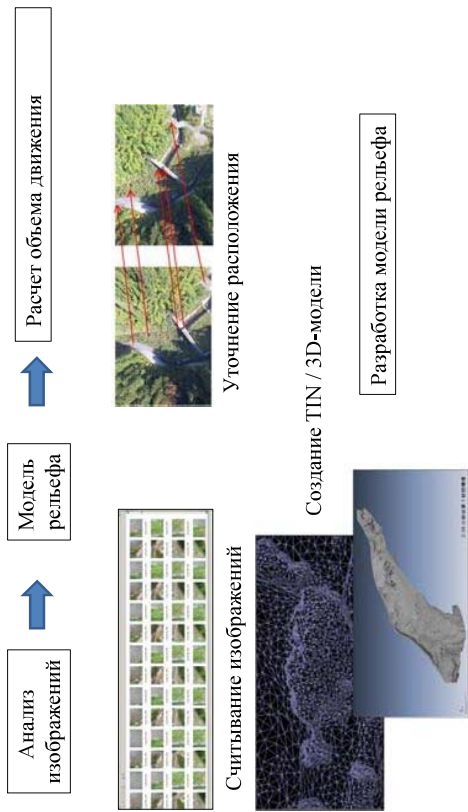 Анализ
изображений
Модель
рельефа
Расчет объема движения
Считывание изображений
Уточнение расположения
Создание TIN / 3D-модели
Разработка модели рельефа